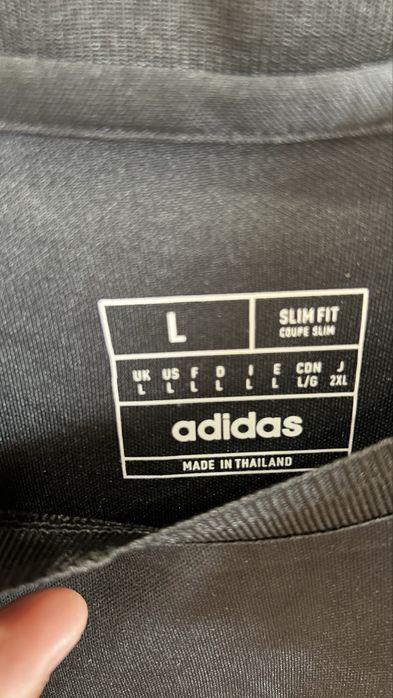 L
SLIM FIT
COUPE SLIM
UK US F D I E CDN J
L L L L L L L/G 2XL
adidas
MADE IN THAILAND